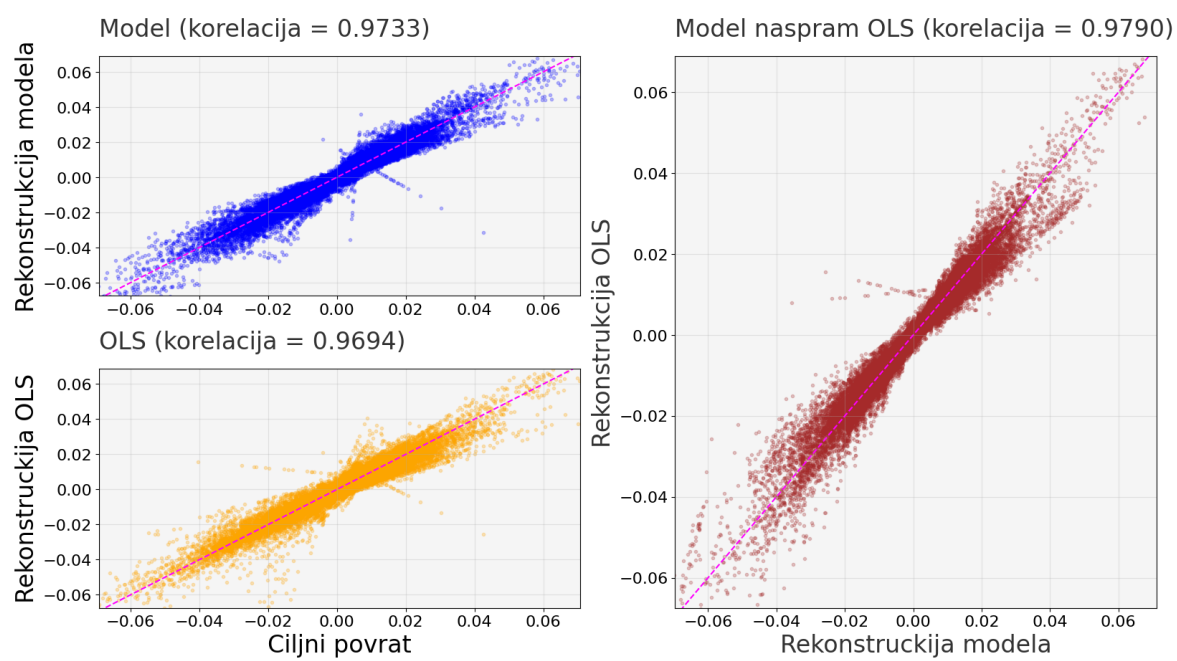 Model (korelacija = 0.9733)
Rekonstrukcija modela
0.06
0.04
0.02
0.00
−0.02
−0.04
−0.06
−0.06 −0.04 −0.02 0.00 0.02 0.04 0.06
OLS (korelacija = 0.9694)
Rekonstruckija OLS
0.06
0.04
0.02
0.00
−0.02
−0.04
−0.06
−0.06 −0.04 −0.02 0.00 0.02 0.04 0.06
Ciljni povrat
Model naspram OLS (korelacija = 0.9790)
Rekonstrukcija OLS
0.06
0.04
0.02
0.00
−0.02
−0.04
−0.06
−0.06 −0.04 −0.02 0.00 0.02 0.04 0.06
Rekonstruckija modela